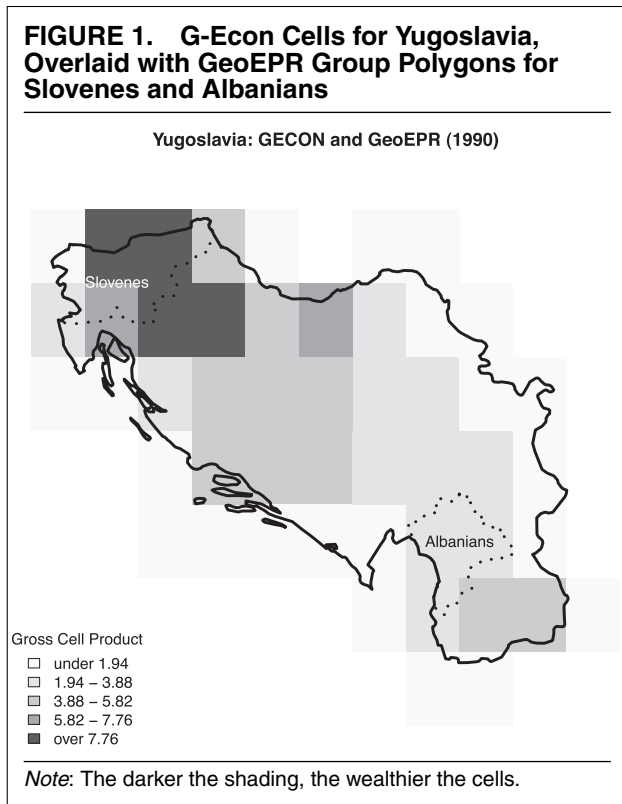 FIGURE 1. G-Econ Cells for Yugoslavia,
Overlaid with GeoEPR Group Polygons for
Slovenes and Albanians
Yugoslavia: GECON and GeoEPR (1990)
Slovenes
Albanians
Gross Cell Product
under 1.94
1.94 – 3.88
3.88 – 5.82
5.82 – 7.76
over 7.76
Note: The darker the shading, the wealthier the cells.